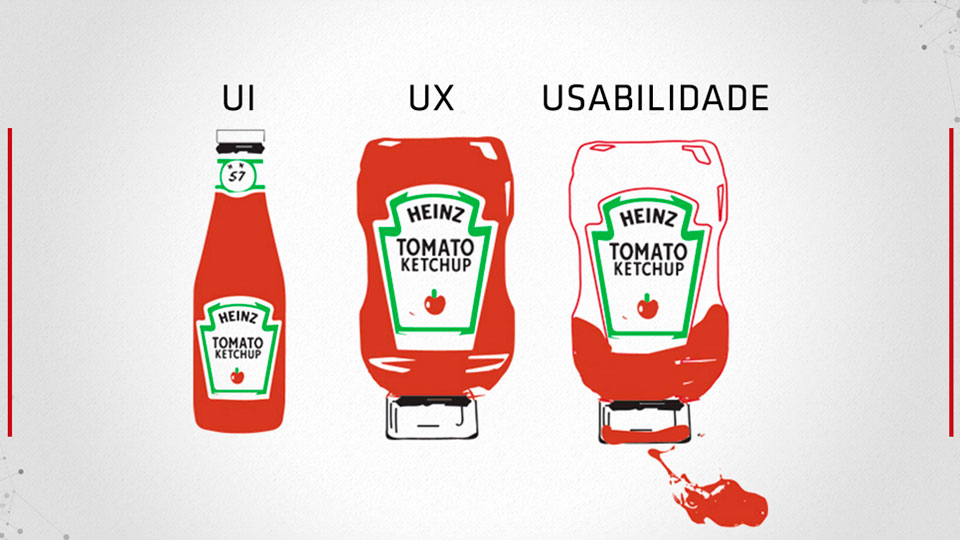 UI
UX
USABILIDADE
57
HEINZ
TOMATO
KETCHUP
HEINZ
TOMATO
KETCHUP
HEINZ
TOMATO
KETCHUP